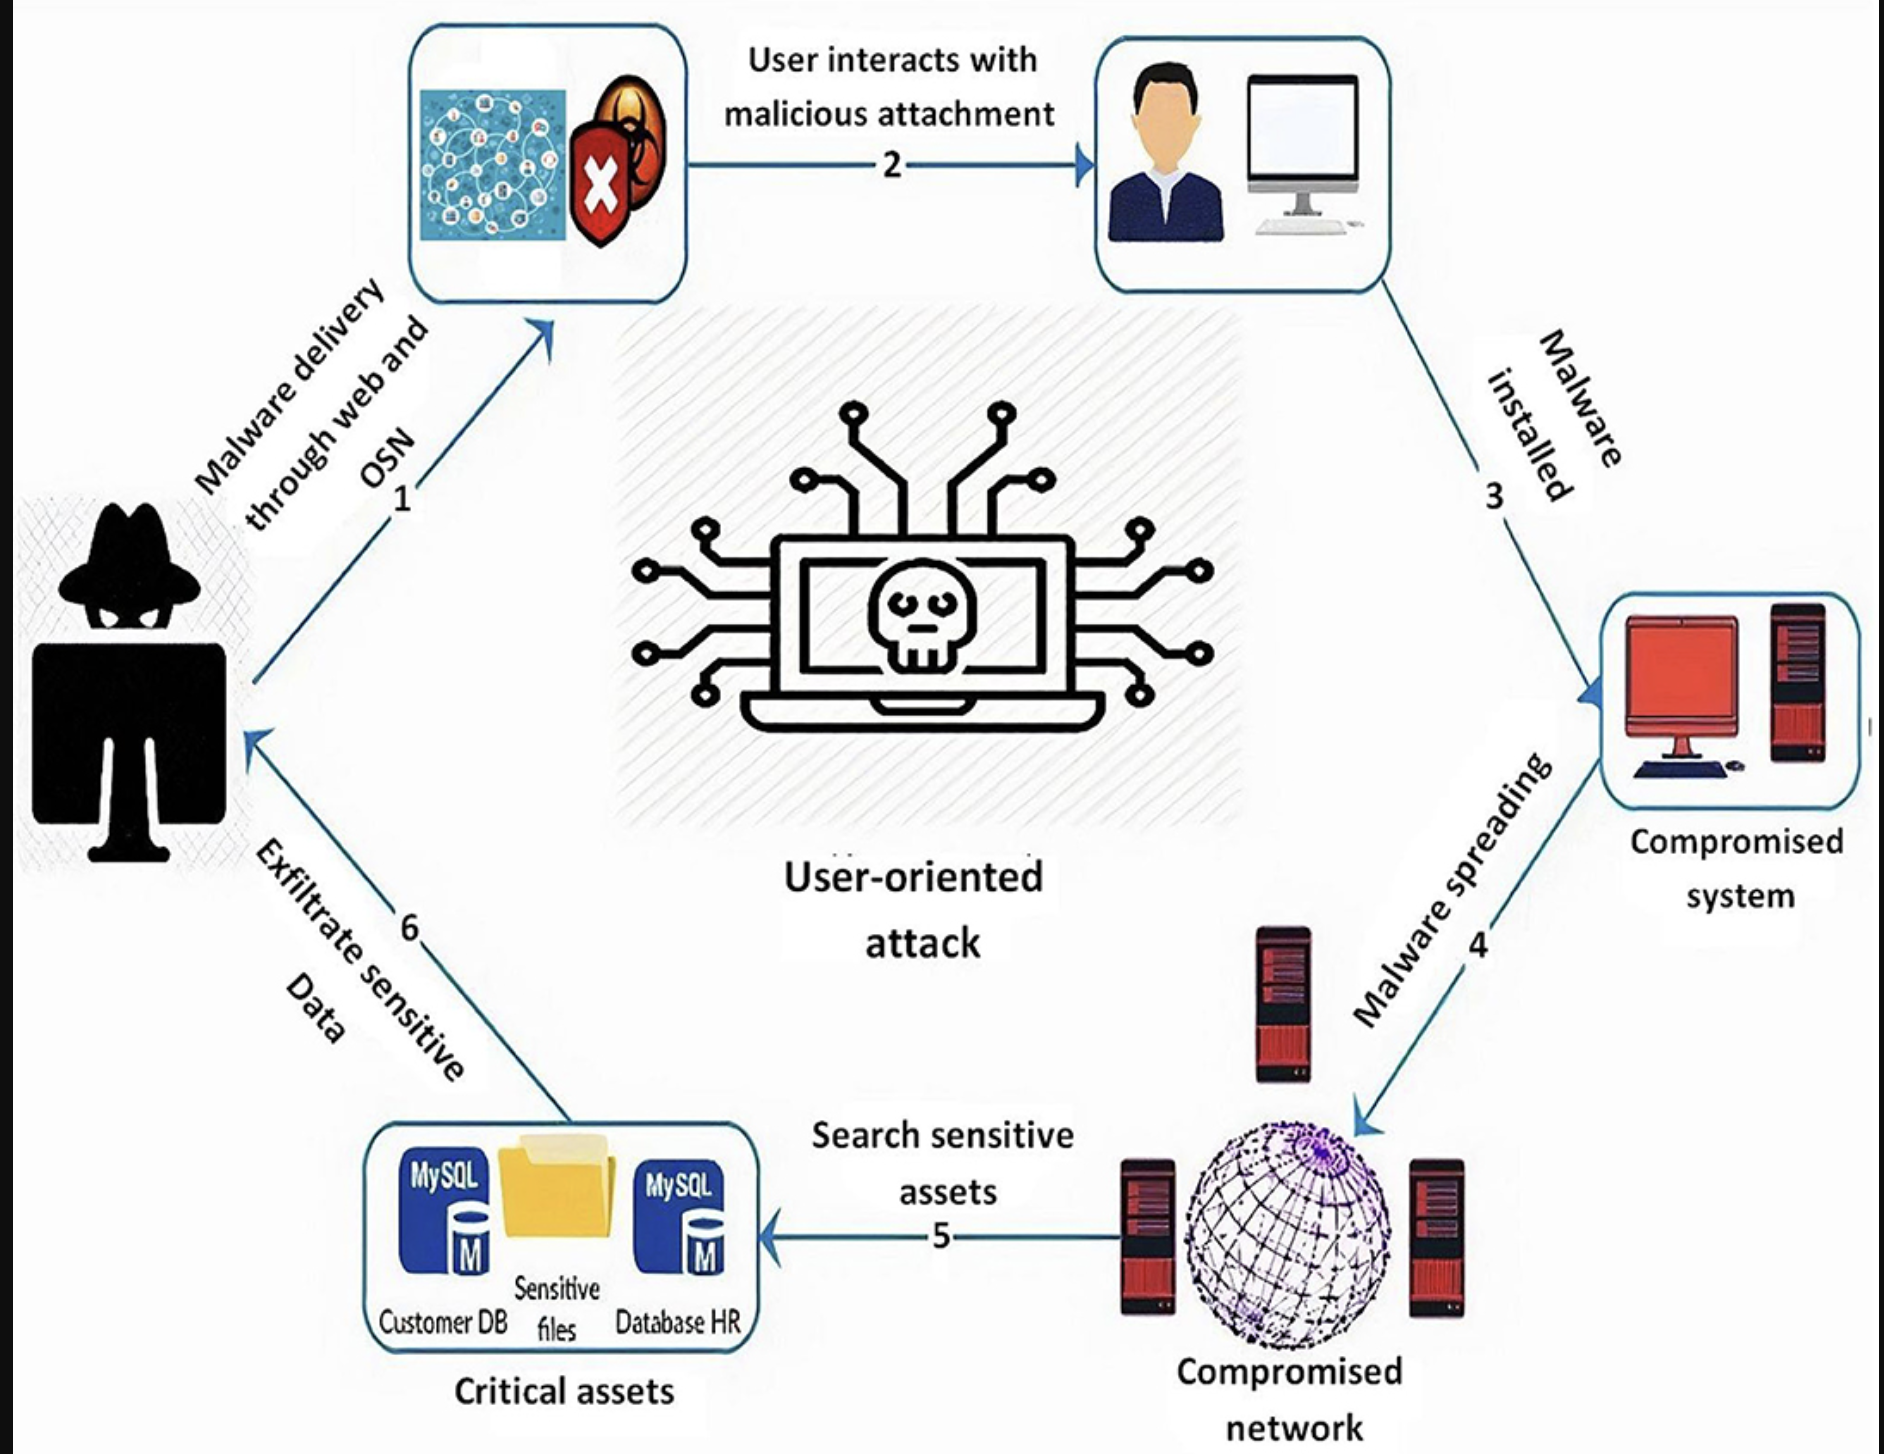 User interacts with
malicious attachment
2
Malware delivery
through web and
OSN
1
Malware
installed
3
Compromised
system
Malware spreading
4
User-oriented
attack
Exfiltrate sensitive
Data
6
Search sensitive
assets
5
MySQL
M
MySQL
M
Customer DB
Sensitive
files
Database HR
Critical assets
Compromised
network